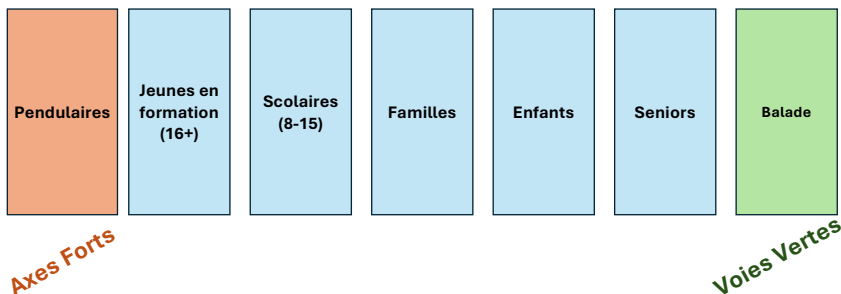 Pendulaires
Jeunes en
formation
(16+)
Scolaires
(8-15)
Familles
Enfants
Seniors
Balade
Axes Forts
Voies Vertes